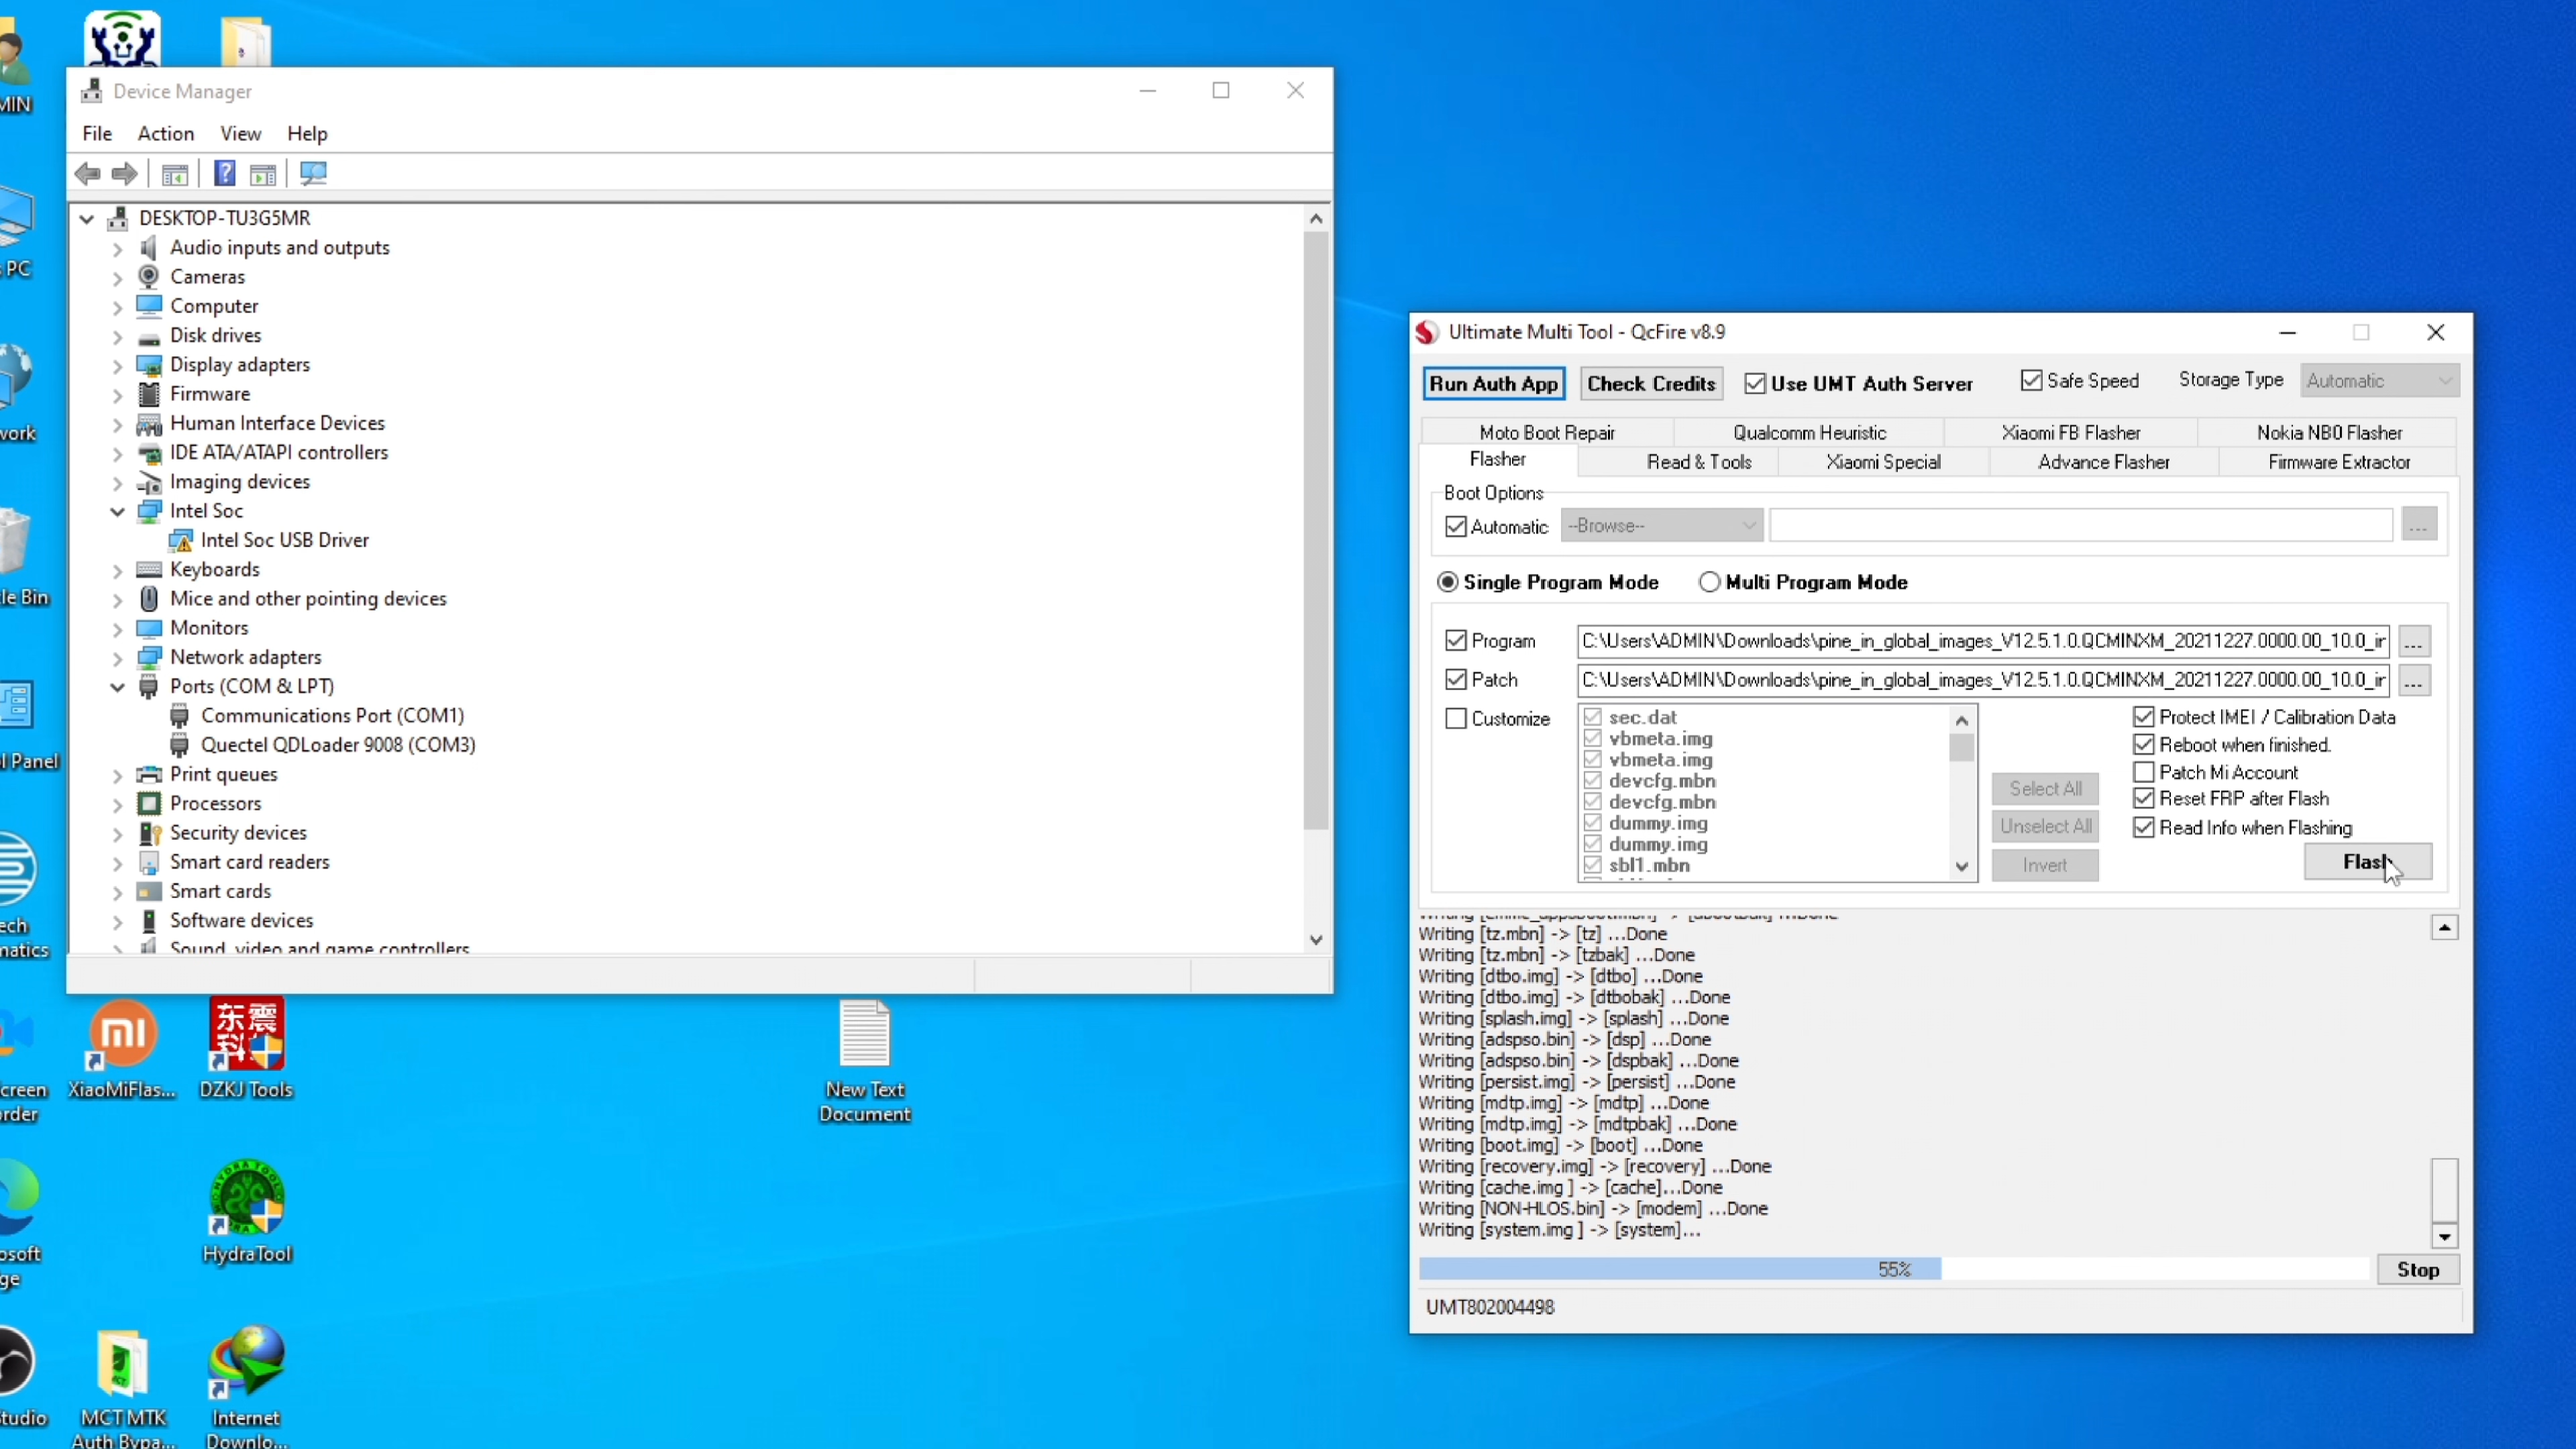 MIN
PC
work
le Bin
l Panel
ech
matics
creen
order
osoft
ge
Studio
XiaoMiFlas...
东震
科
DZKJ Tools
HYDRA TOOL
HydraTool
MCT MTK
Auth Bypa...
Internet
Downlo...
New Text
Document
Device Manager
File Action View Help
DESKTOP-TU3G5MR
Audio inputs and outputs
Cameras
Computer
Disk drives
Display adapters
Firmware
Human Interface Devices
IDE ATA/ATAPI controllers
Imaging devices
Intel Soc
Intel Soc USB Driver
Keyboards
Mice and other pointing devices
Monitors
Network adapters
Ports (COM & LPT)
Communications Port (COM1)
Quectel QDLoader 9008 (COM3)
Print queues
Processors
Security devices
Smart card readers
Smart cards
Software devices
Sound, video and game controllers
Ultimate Multi Tool - QcFire v8.9
Run Auth App Check Credits Use UMT Auth Server Safe Speed Storage Type Automatic
Moto Boot Repair Qualcomm Heuristic Xiaomi FB Flasher Nokia NB0 Flasher
Flasher Read & Tools Xiaomi Special Advance Flasher Firmware Extractor
Boot Options
Automatic --Browse-- ...
Single Program Mode Multi Program Mode
Program C:\Users\ADMIN\Downloads\pine_in_global_images_V12.5.1.0.QCMINXM_20211227.0000.00_10.0_ir ...
Patch C:\Users\ADMIN\Downloads\pine_in_global_images_V12.5.1.0.QCMINXM_20211227.0000.00_10.0_ir ...
Customize
sec.dat
vbmeta.img
vbmeta.img
devcfg.mbn
devcfg.mbn
dummy.img
dummy.img
sbl1.mbn
Select All
Unselect All
Invert
Protect IMEI / Calibration Data
Reboot when finished.
Patch Mi Account
Reset FRP after Flash
Read Info when Flashing
Flash
Writing [emmc_appsboot.mbn] -> [abootbak] ...Done
Writing [tz.mbn] -> [tz] ...Done
Writing [tz.mbn] -> [tzbak] ...Done
Writing [dtbo.img] -> [dtbo] ...Done
Writing [dtbo.img] -> [dtbobak] ...Done
Writing [splash.img] -> [splash] ...Done
Writing [adspso.bin] -> [dsp] ...Done
Writing [adspso.bin] -> [dspbak] ...Done
Writing [persist.img] -> [persist] ...Done
Writing [mdtp.img] -> [mdtp] ...Done
Writing [mdtp.img] -> [mdtpbak] ...Done
Writing [boot.img] -> [boot] ...Done
Writing [recovery.img] -> [recovery] ...Done
Writing [cache.img ] -> [cache]...Done
Writing [NON-HLOS.bin] -> [modem] ...Done
Writing [system.img ] -> [system]...
55%
Stop
UMT802004498